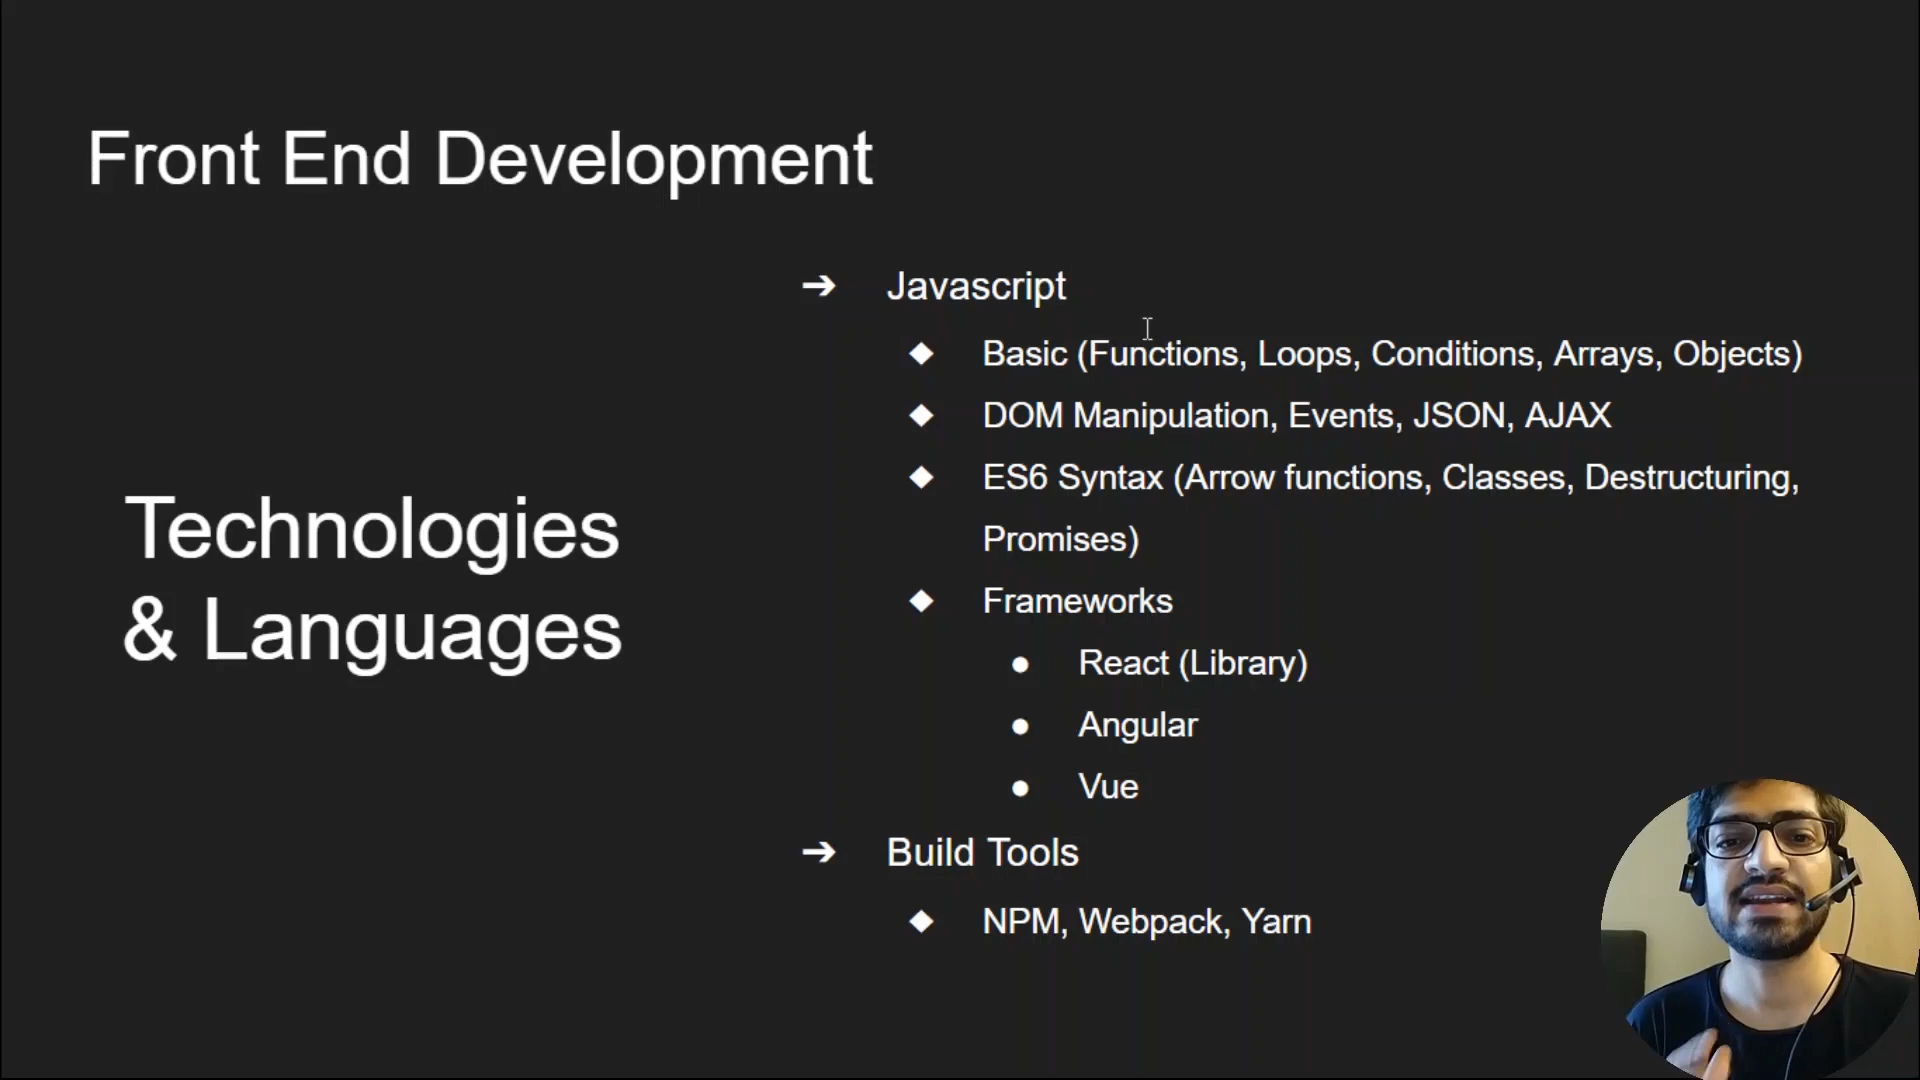 Front End Development
Technologies
& Languages
➔ Javascript
◆ Basic (Functions, Loops, Conditions, Arrays, Objects)
◆ DOM Manipulation, Events, JSON, AJAX
◆ ES6 Syntax (Arrow functions, Classes, Destructuring,
Promises)
◆ Frameworks
● React (Library)
● Angular
● Vue
➔ Build Tools
◆ NPM, Webpack, Yarn